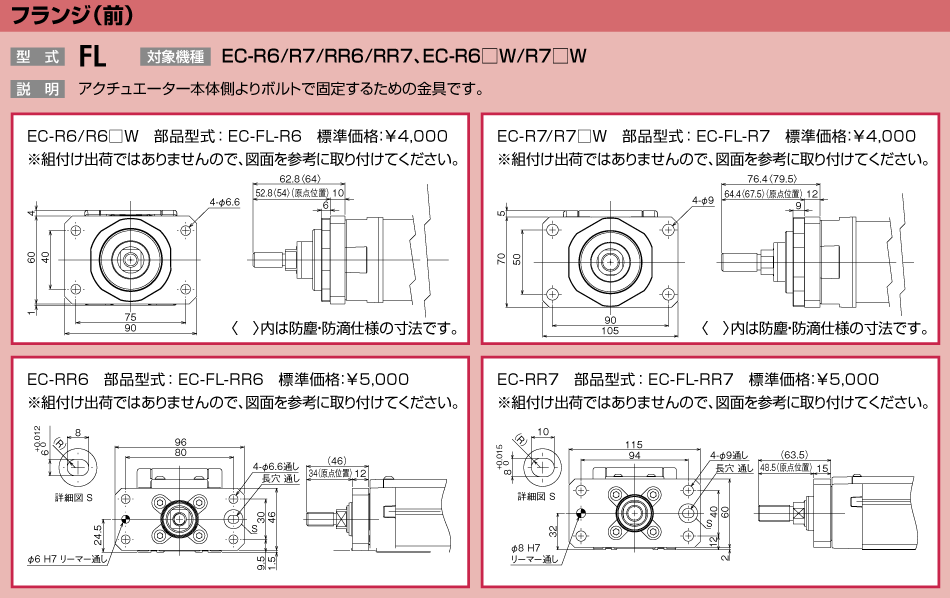 フランジ（前）
型 式 FL 対象機種 EC-R6/R7/RR6/RR7、EC-R6□W/R7□W
説 明 アクチュエーター本体側よりボルトで固定するための金具です。
EC-R6/R6□W 部品型式：EC-FL-R6 標準価格：¥4,000
※組付け出荷ではありませんので、図面を参考に取り付けてください。
4
60
40
1
75
90
4-φ6.6
62.8〈64〉
52.8〈54〉（原点位置） 10
6
〈 〉内は防塵・防滴仕様の寸法です。
EC-R7/R7□W 部品型式：EC-FL-R7 標準価格：¥4,000
※組付け出荷ではありませんので、図面を参考に取り付けてください。
5
70
50
90
105
4-φ9
76.4〈79.5〉
64.4〈67.5〉（原点位置） 12
9
〈 〉内は防塵・防滴仕様の寸法です。
EC-RR6 部品型式：EC-FL-RR6 標準価格：¥5,000
※組付け出荷ではありませんので、図面を参考に取り付けてください。
8
(R)
6 +0.012 0
詳細図 S
96
80
4-φ6.6通し
長穴 通し
S
30
46
24.5
9.5
1.5
φ6 H7 リーマー通し
(46)
34（原点位置） 12
EC-RR7 部品型式：EC-FL-RR7 標準価格：¥5,000
※組付け出荷ではありませんので、図面を参考に取り付けてください。
10
(R)
8 +0.015 0
詳細図 S
115
94
4-φ9通し
長穴 通し
S
40
60
32
12
2
φ8 H7
リーマー通し
(63.5)
48.5（原点位置） 15